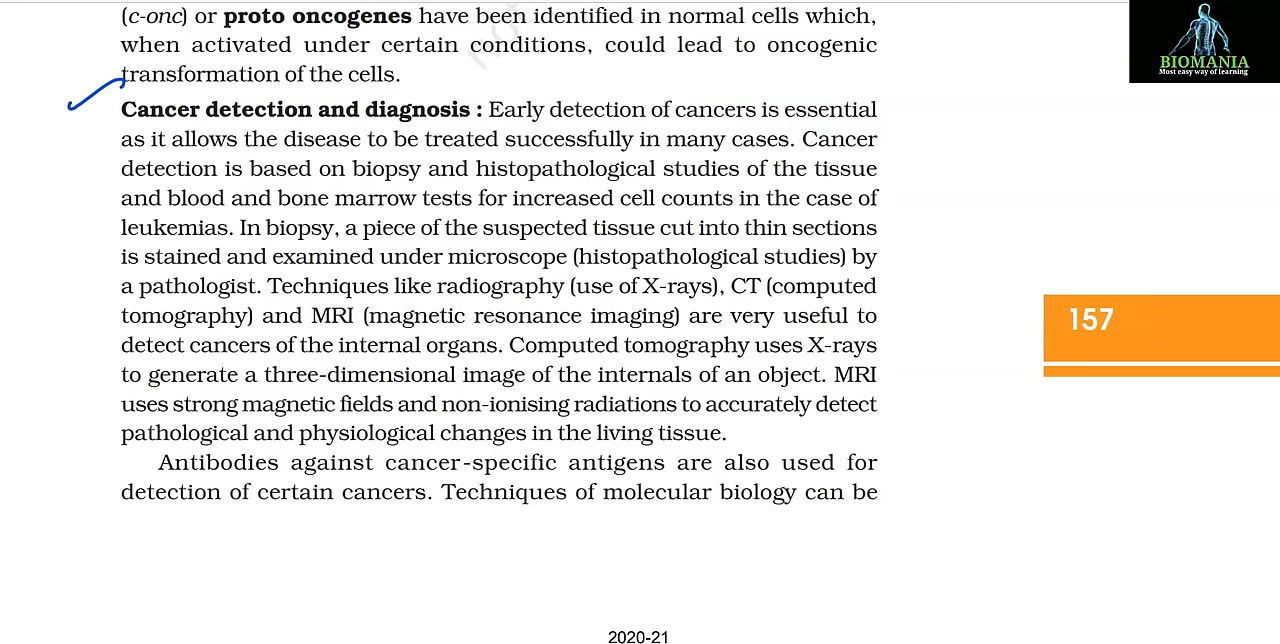 (c-onc) or proto oncogenes have been identified in normal cells which,
when activated under certain conditions, could lead to oncogenic
transformation of the cells.
Cancer detection and diagnosis : Early detection of cancers is essential
as it allows the disease to be treated successfully in many cases. Cancer
detection is based on biopsy and histopathological studies of the tissue
and blood and bone marrow tests for increased cell counts in the case of
leukemias. In biopsy, a piece of the suspected tissue cut into thin sections
is stained and examined under microscope (histopathological studies) by
a pathologist. Techniques like radiography (use of X-rays), CT (computed
tomography) and MRI (magnetic resonance imaging) are very useful to
detect cancers of the internal organs. Computed tomography uses X-rays
to generate a three-dimensional image of the internals of an object. MRI
uses strong magnetic fields and non-ionising radiations to accurately detect
pathological and physiological changes in the living tissue.
Antibodies against cancer-specific antigens are also used for
detection of certain cancers. Techniques of molecular biology can be
BIOMANIA
Most easy way of learning
157
2020-21